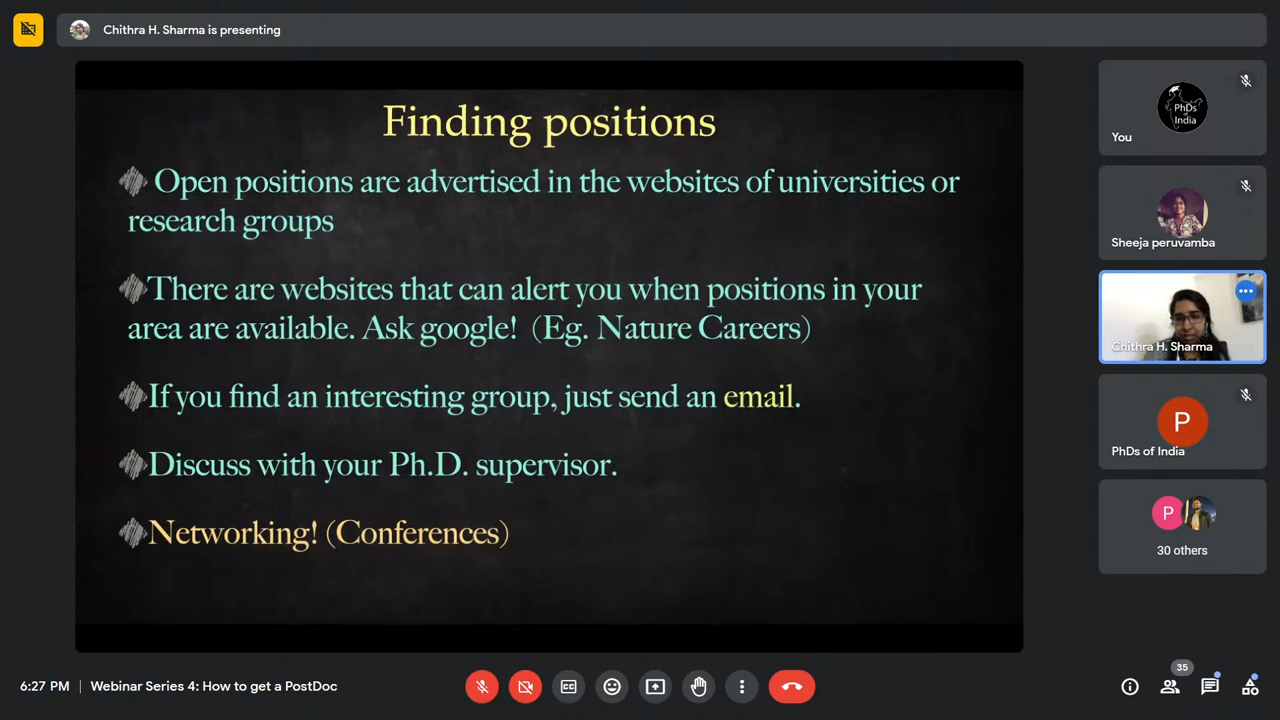 Chithra H. Sharma is presenting
Finding positions
Open positions are advertised in the websites of universities or
research groups
There are websites that can alert you when positions in your
area are available. Ask google! (Eg. Nature Careers)
If you find an interesting group, just send an email.
Discuss with your Ph.D. supervisor.
Networking! (Conferences)
PhDs
of
India
You
Sheeja peruvamba
Chithra H. Sharma
P
PhDs of India
P
30 others
6:27 PM | Webinar Series 4: How to get a PostDoc
CC
35